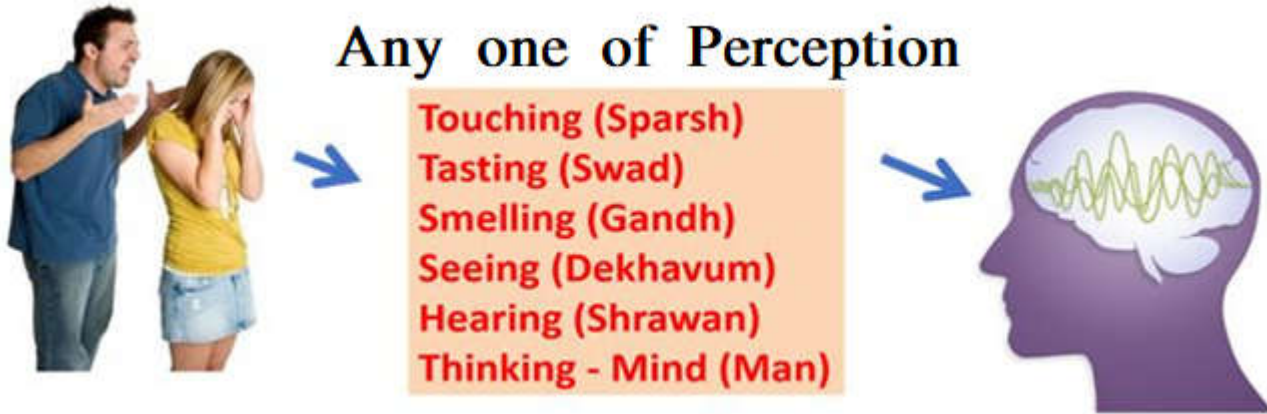 Any one of Perception
Touching (Sparsh)
Tasting (Swad)
Smelling (Gandh)
Seeing (Dekhavum)
Hearing (Shrawan)
Thinking - Mind (Man)